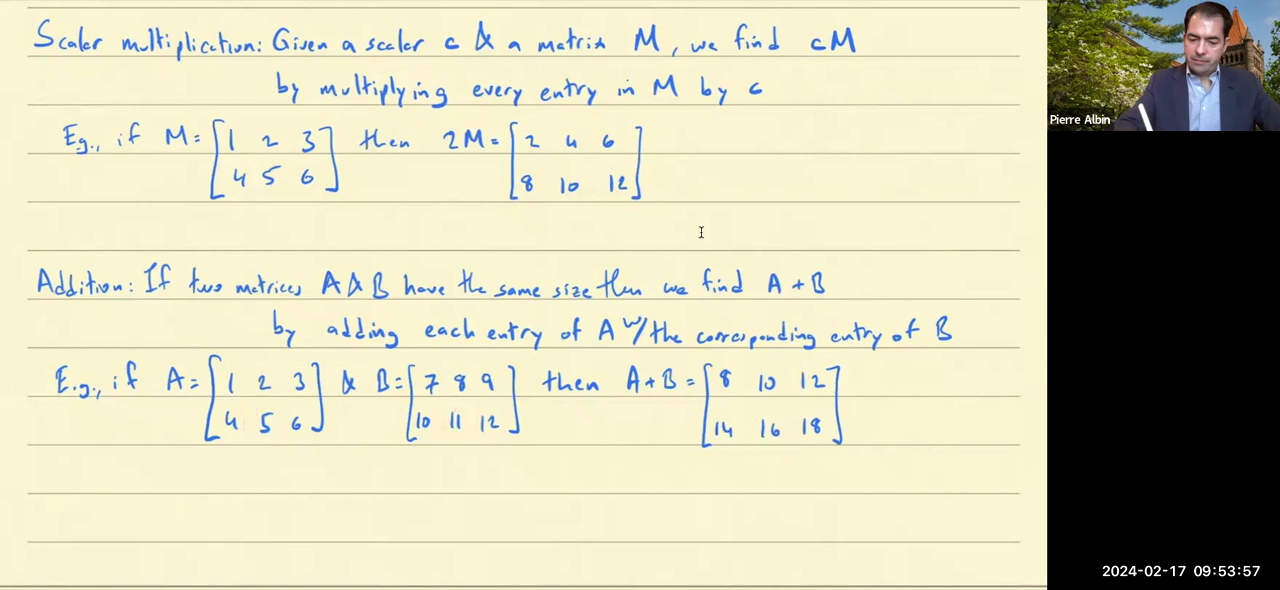 Scalar multiplication: Given a scalar c & a matrix M, we find cM
by multiplying every entry in M by c
E.g., if M = [1 2 3 then 2M = [2 4 6
4 5 6] 8 10 12]
Addition: If two matrices A & B have the same size then we find A + B
by adding each entry of A w/the corresponding entry of B
E.g., if A = [1 2 3 & B = [7 8 9 then A + B = [8 10 12
4 5 6] 10 11 12] 14 16 18]
Pierre Albin
2024-02-17 09:53:57